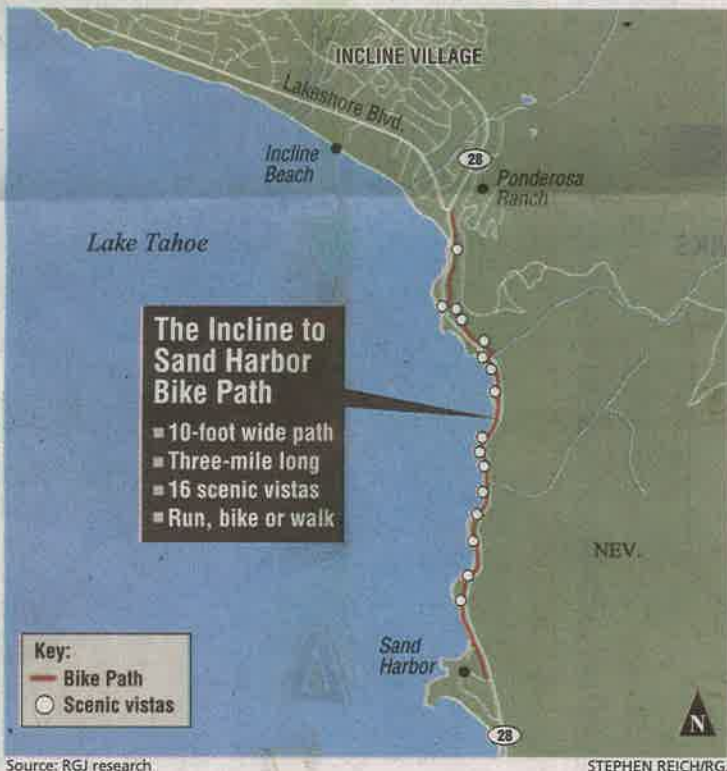 INCLINE VILLAGE
Lakeshore Blvd.
Incline
Beach
28
Ponderosa
Ranch
Lake Tahoe
The Incline to
Sand Harbor
Bike Path
■ 10-foot wide path
■ Three-mile long
■ 16 scenic vistas
■ Run, bike or walk
NEV.
Sand
Harbor
Key:
Bike Path
Scenic vistas
28
N
Source: RGJ research
STEPHEN REICH/RG